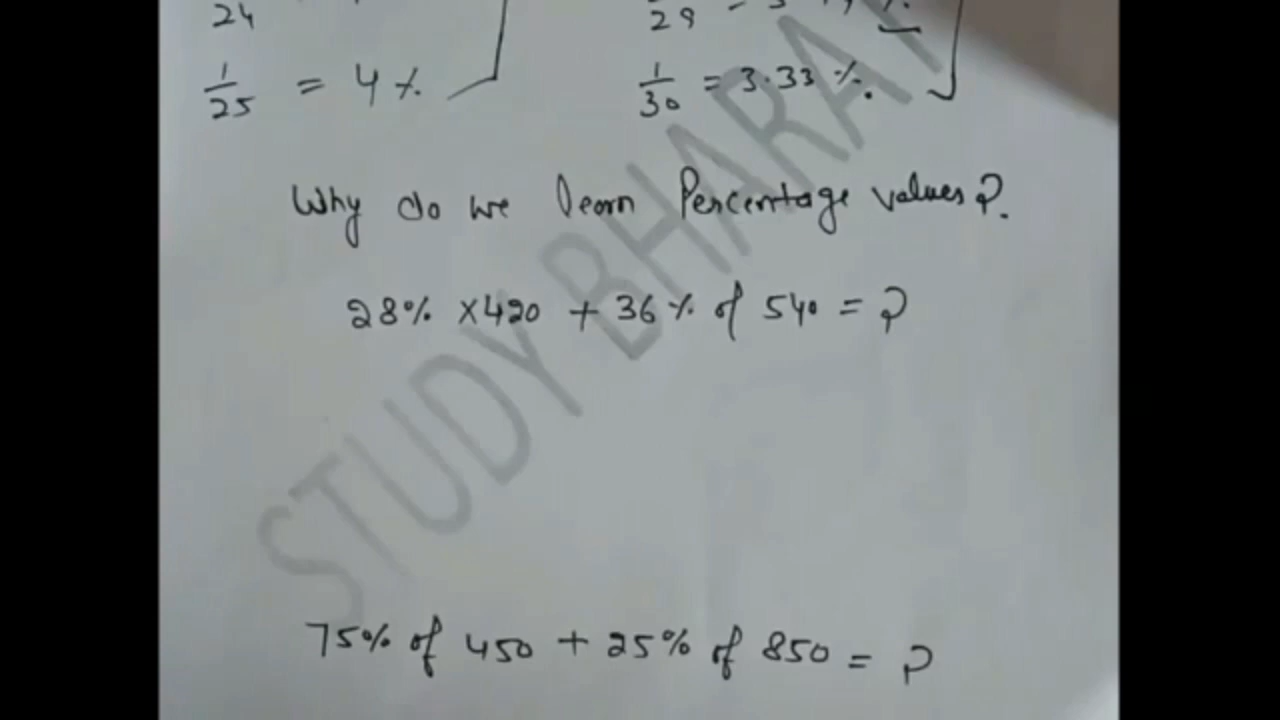 24
29
1/25 = 4%
1/30 = 3.33%.
Why do we learn Percentage values?
28% ×420 + 36% of 540 = ?
75% of 450 + 25% of 850 = ?
STUDY BHARAT